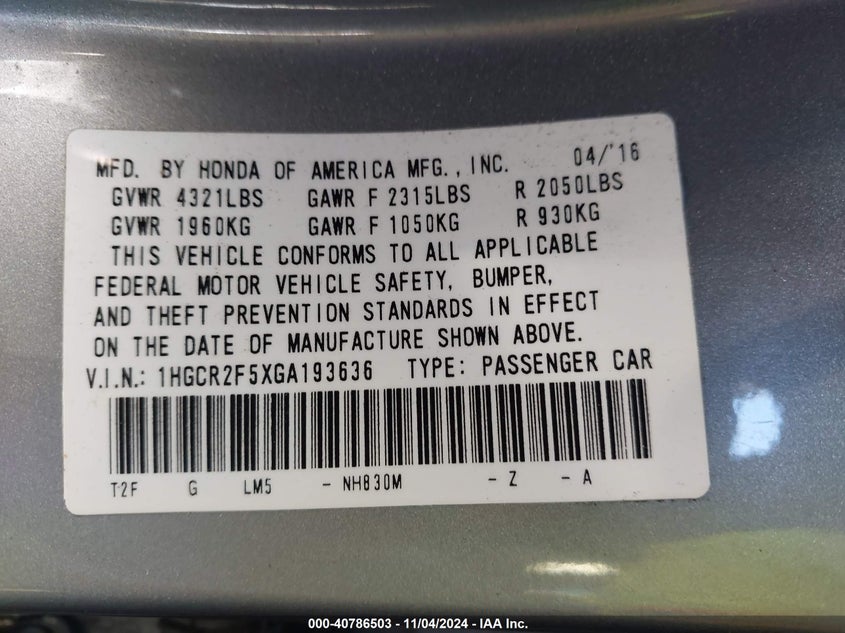 MFD. BY HONDA OF AMERICA MFG., INC. 04/'16
GVWR 4321LBS GAWR F 2315LBS R 2050LBS
GVWR 1960KG GAWR F 1050KG R 930KG
THIS VEHICLE CONFORMS TO ALL APPLICABLE
FEDERAL MOTOR VEHICLE SAFETY, BUMPER,
AND THEFT PREVENTION STANDARDS IN EFFECT
ON THE DATE OF MANUFACTURE SHOWN ABOVE.
V.I.N.: 1HGCR2F5XGA193636 TYPE: PASSENGER CAR
T2F G LM5 - NH830M - Z - A
000-40786503 - 11/04/2024 - IAA Inc.